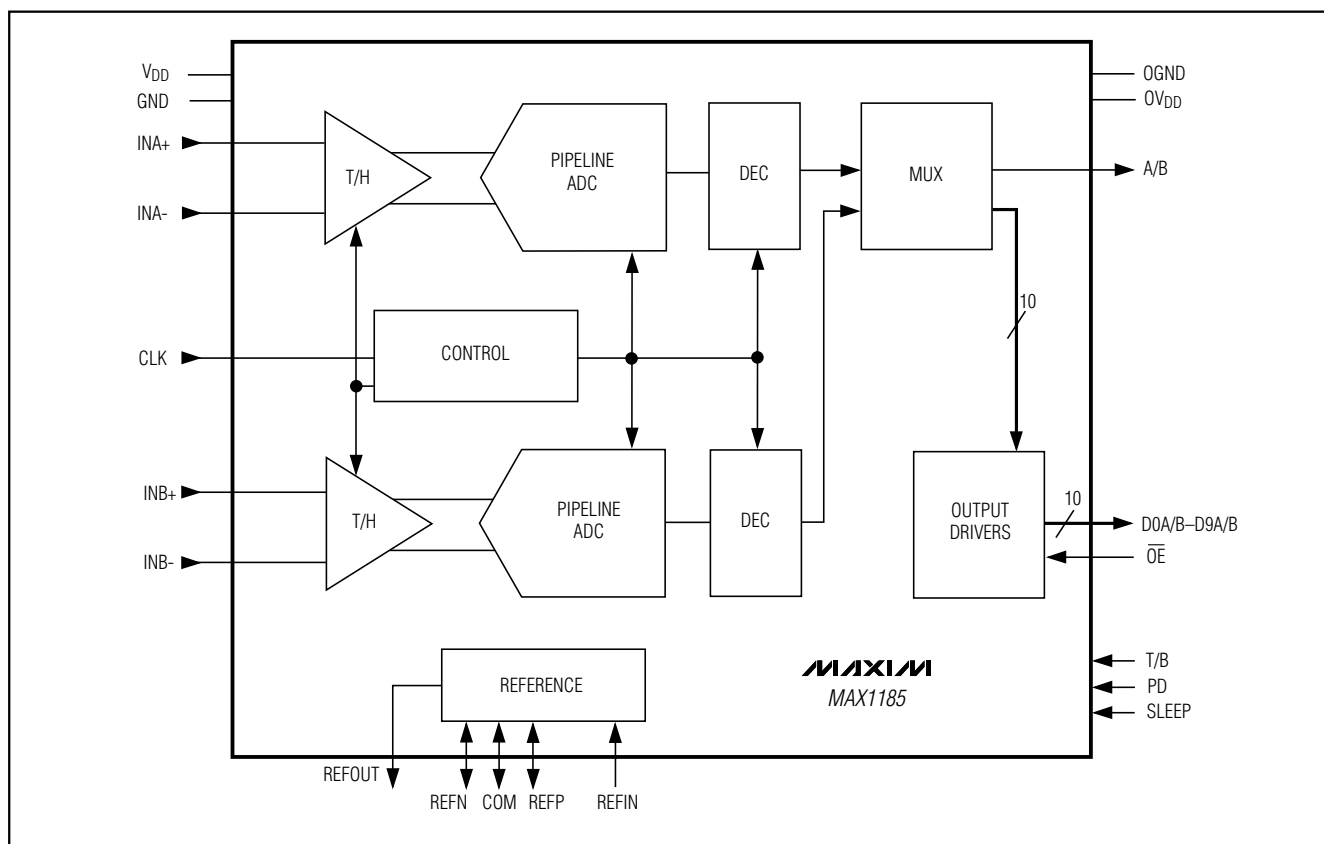 VDD
GND
INA+
INA-
CLK
INB+
INB-
T/H
PIPELINE
ADC
DEC
MUX
CONTROL
10
T/H
PIPELINE
ADC
DEC
OUTPUT
DRIVERS
10
REFERENCE
MAXIM
MAX1185
OGND
OVDD
A/B
D0A/B–D9A/B
O̅E̅
T/B
PD
SLEEP
REFOUT
REFN
COM
REFP
REFIN